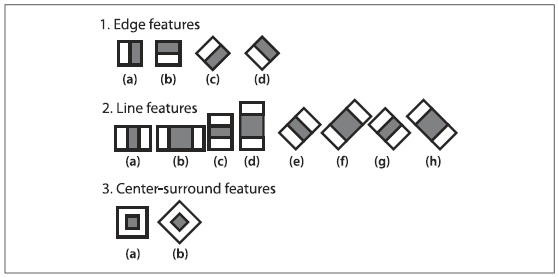 1. Edge features
(a) (b) (c) (d)
2. Line features
(a) (b) (c) (d) (e) (f) (g) (h)
3. Center-surround features
(a) (b)